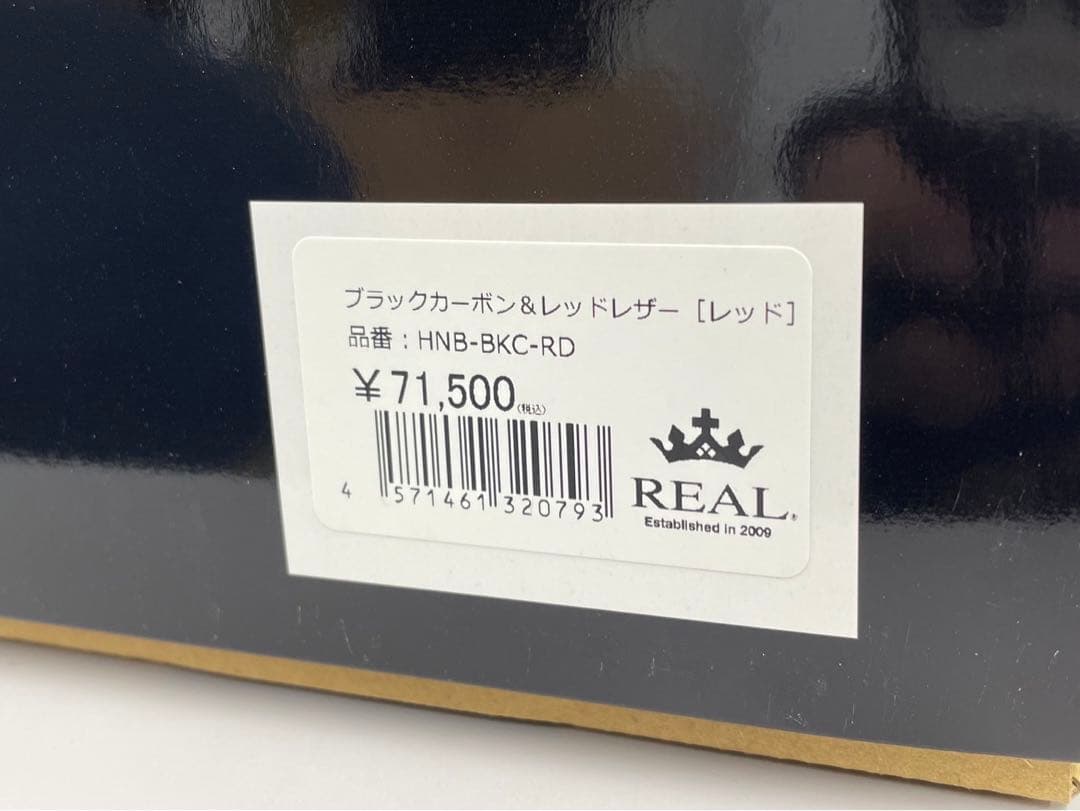 ブラックカーボン＆レッドレザー［レッド］
品番：HNB-BKC-RD
￥71,500（税込）
4 571461 320793
REAL.
Established in 2009